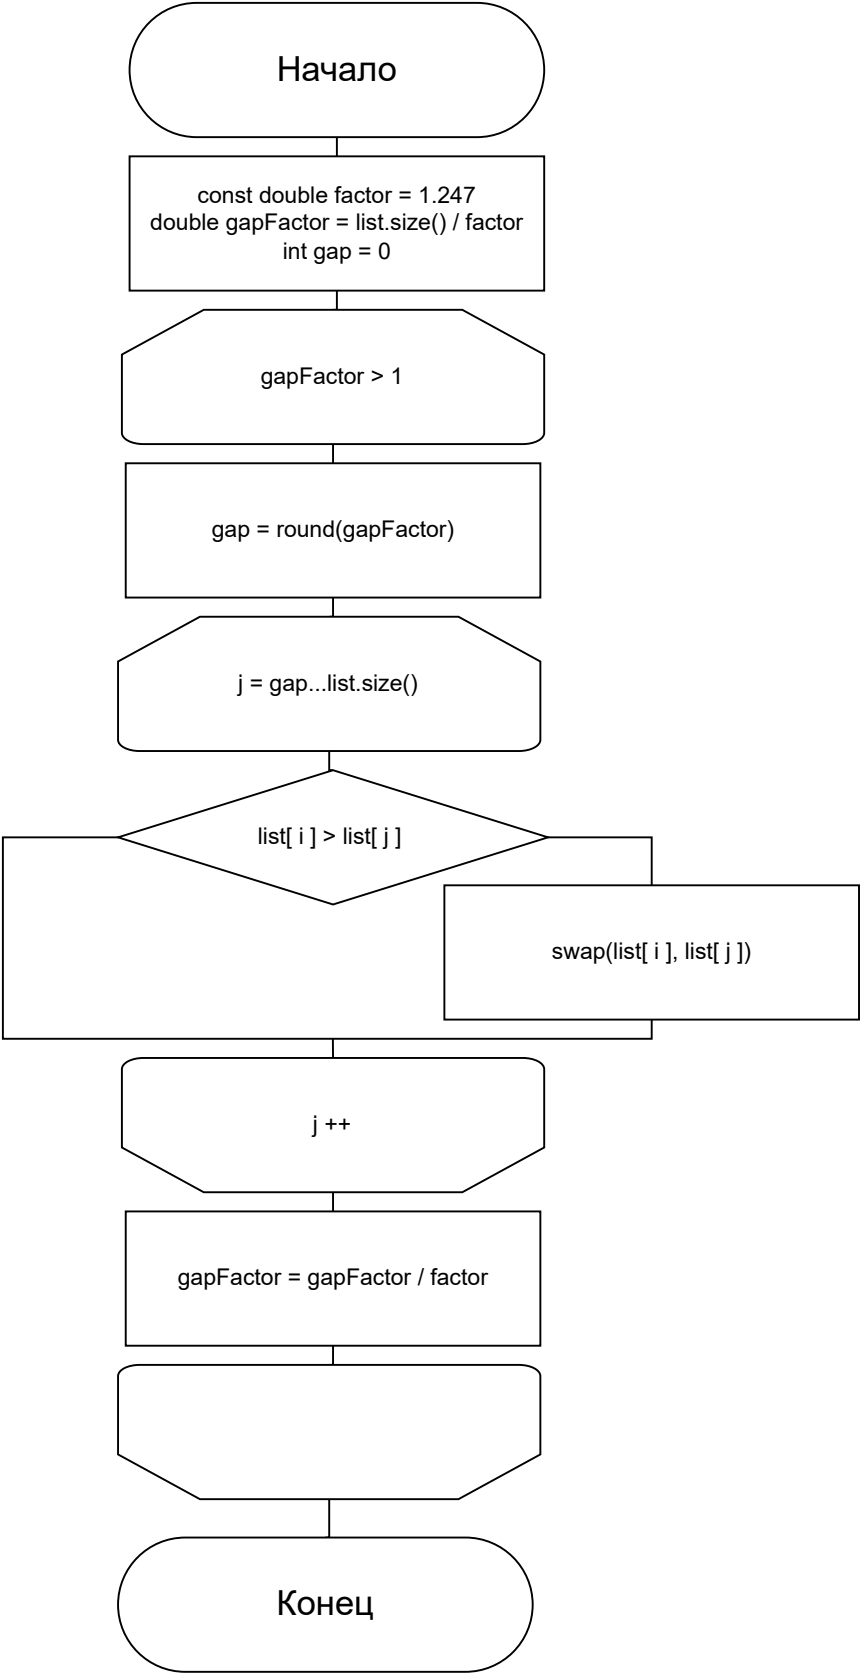 Начало
const double factor = 1.247
double gapFactor = list.size() / factor
int gap = 0
gapFactor > 1
gap = round(gapFactor)
j = gap...list.size()
list[ i ] > list[ j ]
swap(list[ i ], list[ j ])
j ++
gapFactor = gapFactor / factor
Конец